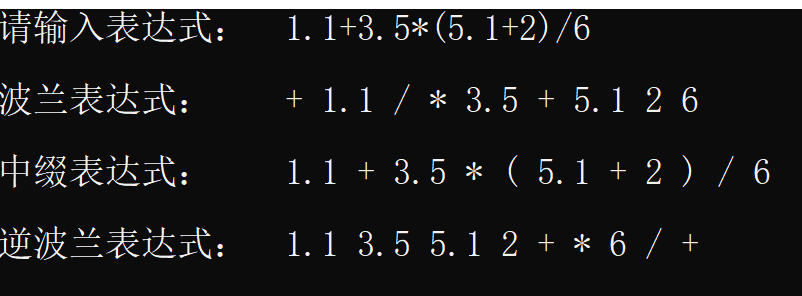 请输入表达式： 1.1+3.5*(5.1+2)/6
波兰表达式： + 1.1 / * 3.5 + 5.1 2 6
中缀表达式： 1.1 + 3.5 * ( 5.1 + 2 ) / 6
逆波兰表达式： 1.1 3.5 5.1 2 + * 6 / +